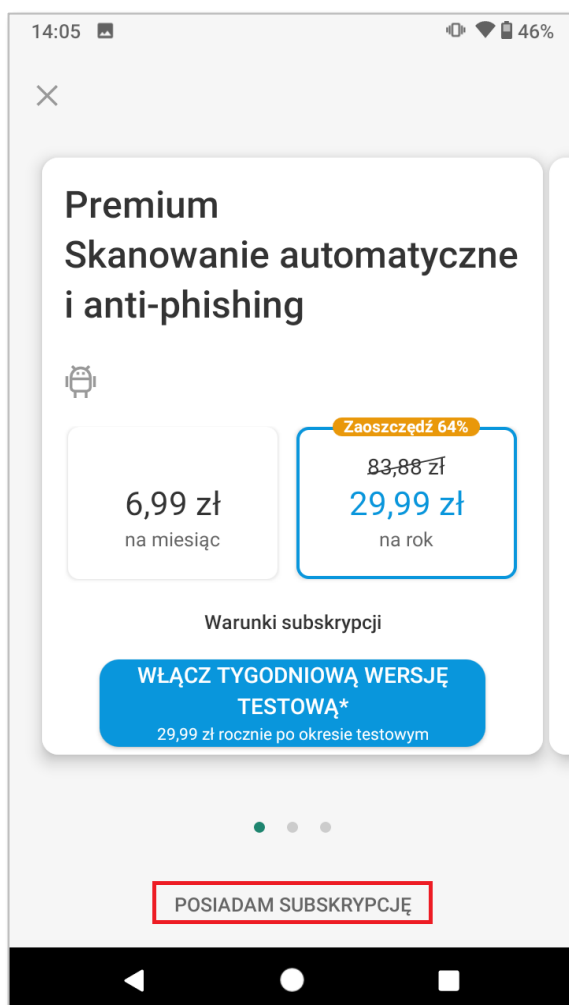 14:05
46%
Premium
Skanowanie automatyczne
i anti-phishing
Zaoszczędź 64%
83,88 zł
6,99 zł
29,99 zł
na miesiąc
na rok
Warunki subskrypcji
WŁĄCZ TYGODNIOWĄ WERSJĘ
TESTOWĄ*
29,99 zł rocznie po okresie testowym
POSIADAM SUBSKRYPCJĘ